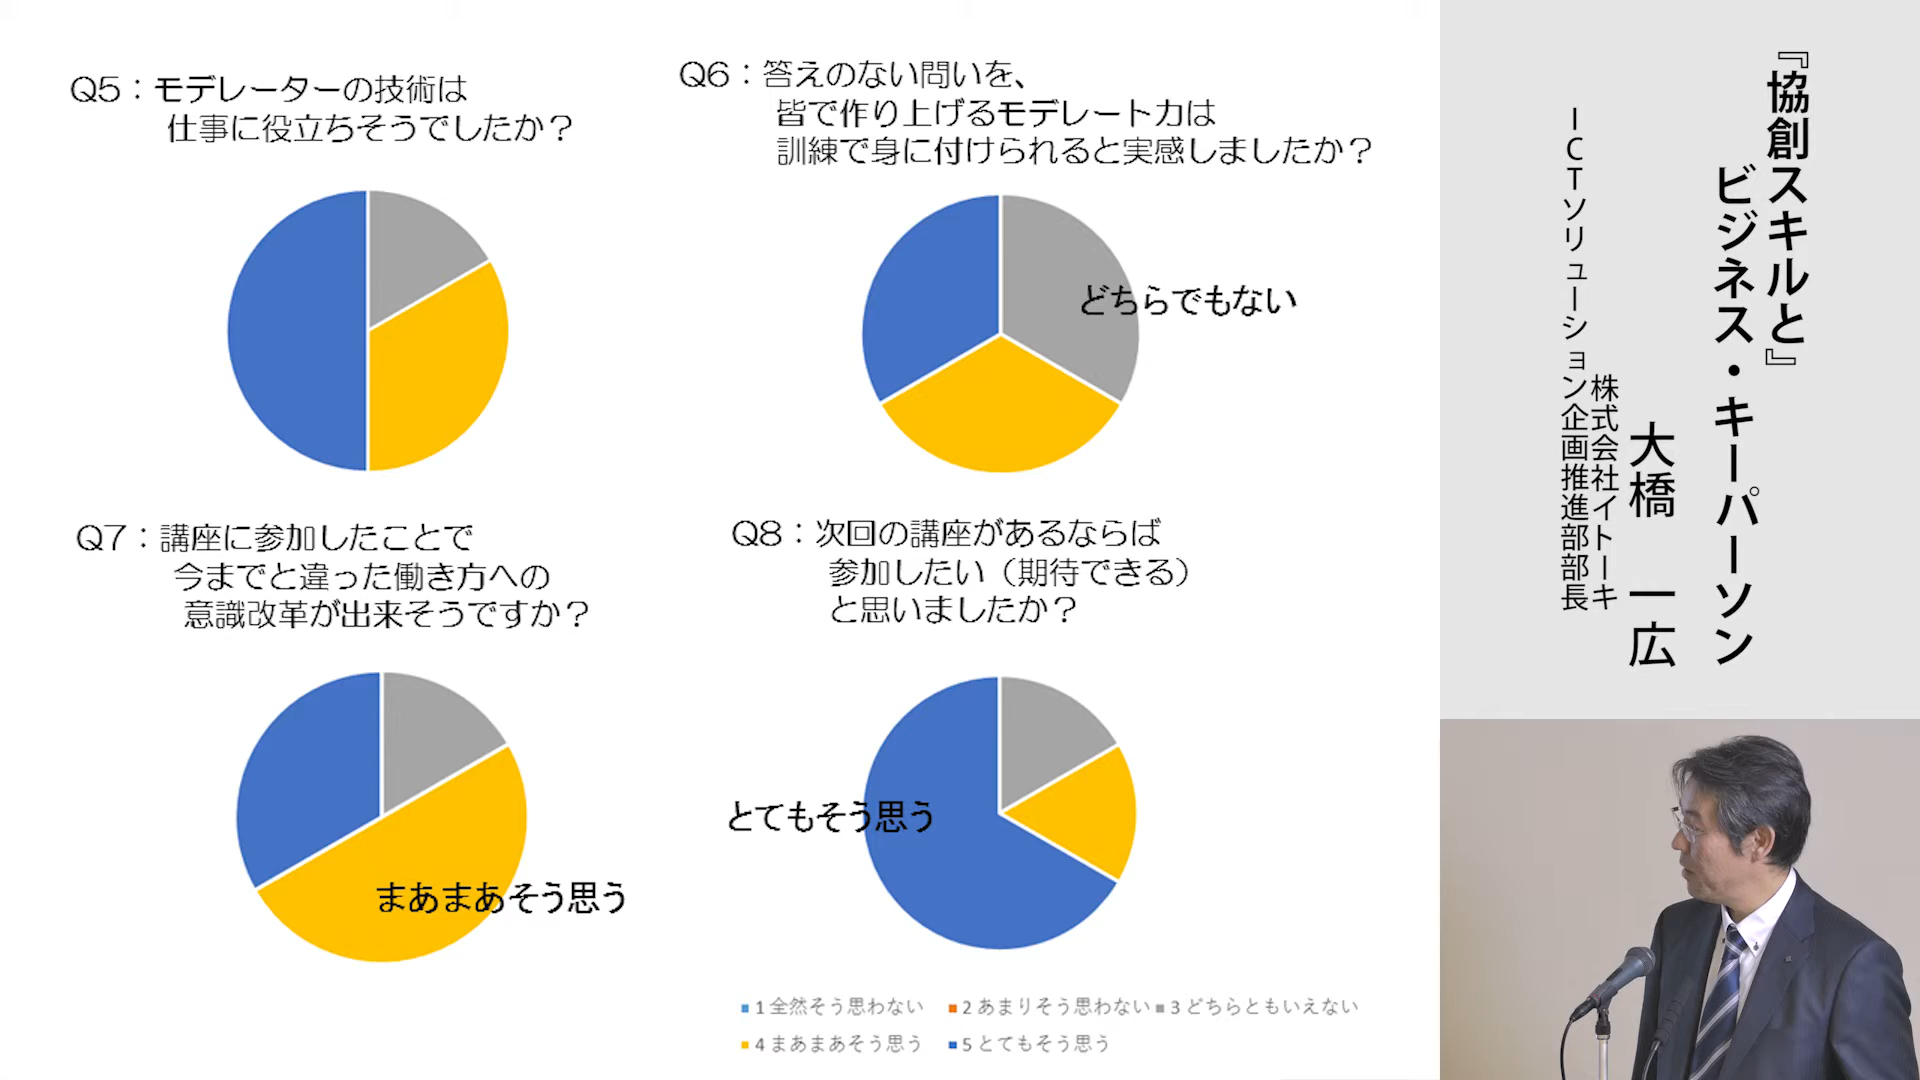 Q5：モデレーターの技術は
仕事に役立ちそうでしたか？
Q6：答えのない問いを、
皆で作り上げるモデレート力は
訓練で身に付けられると実感しましたか？
どちらでもない
Q7：講座に参加したことで
今までと違った働き方への
意識改革が出来そうですか？
まあまあそう思う
Q8：次回の講座があるならば
参加したい（期待できる）
と思いましたか？
とてもそう思う
1 全然そう思わない
2 あまりそう思わない
3 どちらともいえない
4 まあまあそう思う
5 とてもそう思う
『協創スキルと』
ビジネス・キーパーソン
大橋 一広
株式会社イトーキ
ICTソリューション企画推進部部長